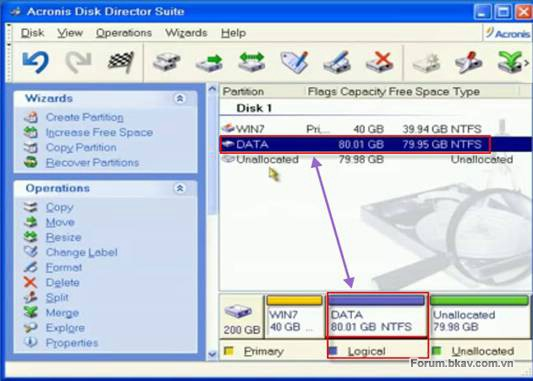 Acronis Disk Director Suite
Disk View Operations Wizards Help
Acronis
Wizards
Create Partition
Increase Free Space
Copy Partition
Recover Partitions
Operations
Copy
Move
Resize
Change Label
Format
Delete
Split
Merge
Explore
Properties
Partition Flags Capacity Free Space Type
Disk 1
WIN7 Pri... 40 GB 39.94 GB NTFS
DATA 80.01 GB 79.95 GB NTFS
Unallocated 79.98 GB Unallocated
200 GB
WIN7
40 GB ...
DATA
80.01 GB NTFS
Unallocated
79.98 GB
Primary Logical Unallocated
Forum.bkav.com.vn